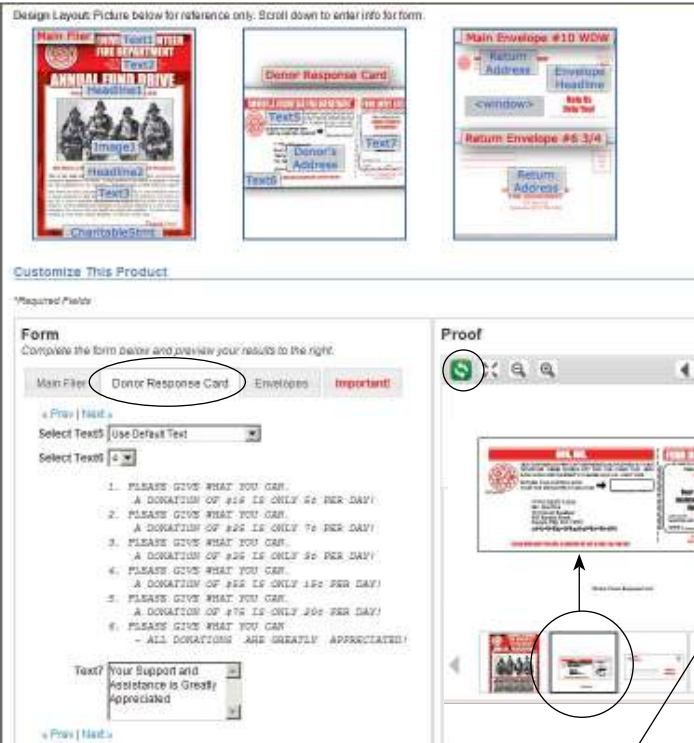 Design Layout: Picture below for reference only. Scroll down to enter info for form.
Main Flier
Text1
FIRE DEPARTMENT
Text2
ANNUAL FUND DRIVE
Headline1
Image1
Headline2
Text3
CharitableStmt
Donor Response Card
Text5
Text7
Donor's
Address
Text6
Main Envelope #10 WDW
Return
Address
Envelope
Headline
<window>
Help Us
Help You!
Return Envelope #6 3/4
Return
Address
Customize This Product
*Required Fields
Form
Complete the form below and preview your results to the right.
Main Flier
Donor Response Card
Envelopes
Important!
« Prev | Next »
Select Text5 Use Default Text
Select Text6 4
1. PLEASE GIVE WHAT YOU CAN.
A DONATION OF IS ONLY 5¢ PER DAY!
2. PLEASE GIVE WHAT YOU CAN.
A DONATION OF $25 IS ONLY 7¢ PER DAY!
3. PLEASE GIVE WHAT YOU CAN.
A DONATION OF IS ONLY PER DAY!
4. PLEASE GIVE WHAT YOU CAN.
A DONATION OF $55 IS ONLY 15¢ PER DAY!
5. PLEASE GIVE WHAT YOU CAN.
A DONATION OF $75 IS ONLY 20¢ PER DAY!
6. PLEASE GIVE WHAT YOU CAN
- ALL DONATIONS ARE GREATLY APPRECIATED!
Text7 Your Support and
Assistance is Greatly
Appreciated
« Prev | Next »
Proof